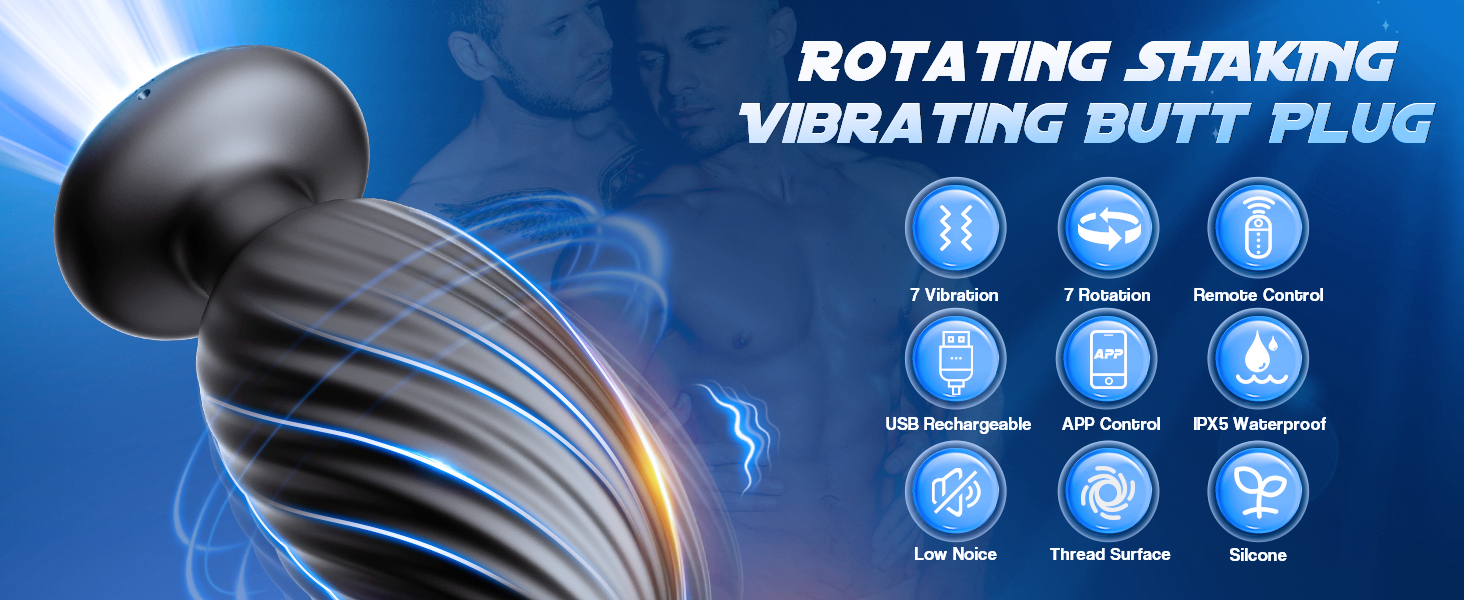 ROTATING SHAKING
VIBRATING BUTT PLUG
7 Vibration
7 Rotation
Remote Control
USB Rechargeable
APP
APP Control
IPX5 Waterproof
Low Noice
Thread Surface
Silcone